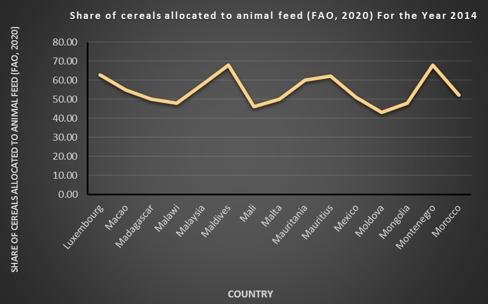 Share of cereals allocated to animal feed (FAO, 2020) For the Year 2014
SHARE OF CEREALS ALLOCATED TO ANIMAL FEED (FAO, 2020)
80.00
70.00
60.00
50.00
40.00
30.00
20.00
10.00
0.00
Luxembourg
Macao
Madagascar
Malawi
Malaysia
Maldives
Mali
Malta
Mauritania
Mauritius
Mexico
Moldova
Mongolia
Montenegro
Morocco
COUNTRY